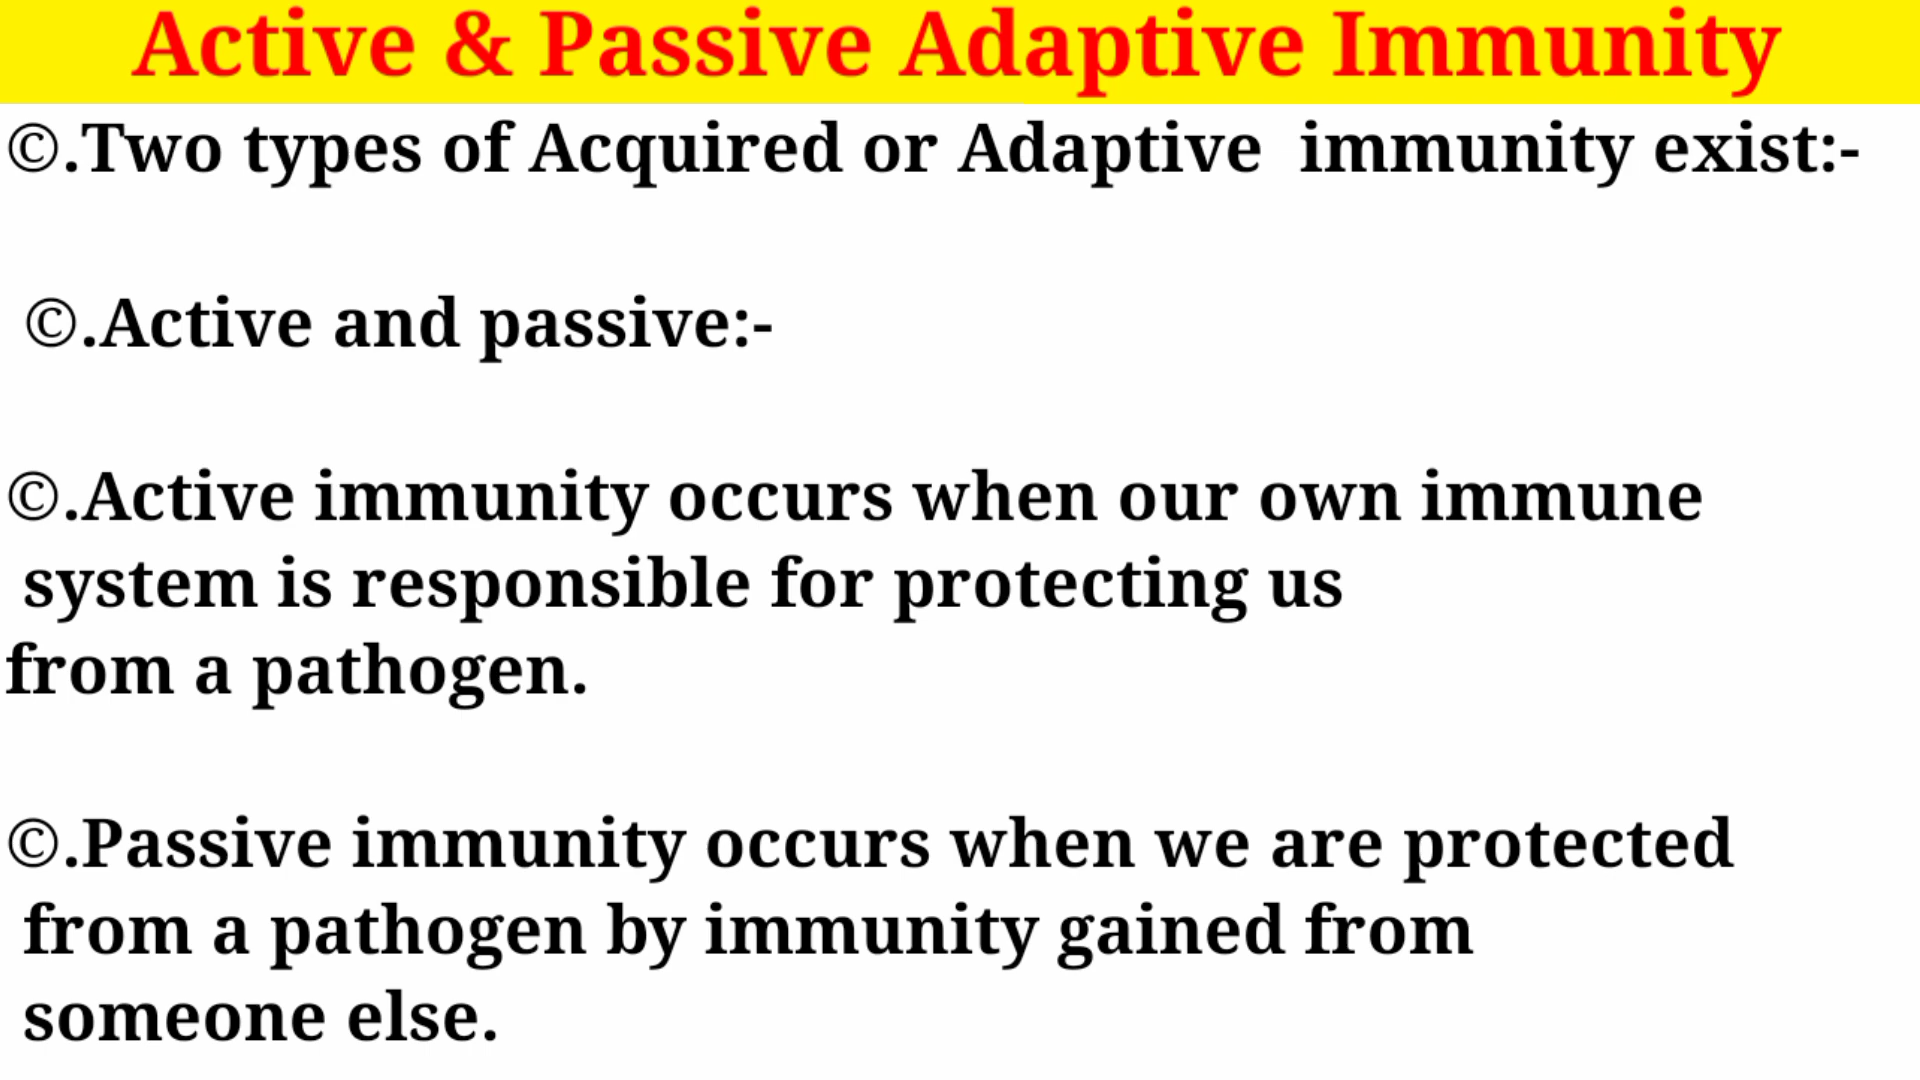 Active & Passive Adaptive Immunity
©.Two types of Acquired or Adaptive  immunity exist:-
©.Active and passive:-
©.Active immunity occurs when our own immune
system is responsible for protecting us
from a pathogen.
©.Passive immunity occurs when we are protected
from a pathogen by immunity gained from
someone else.